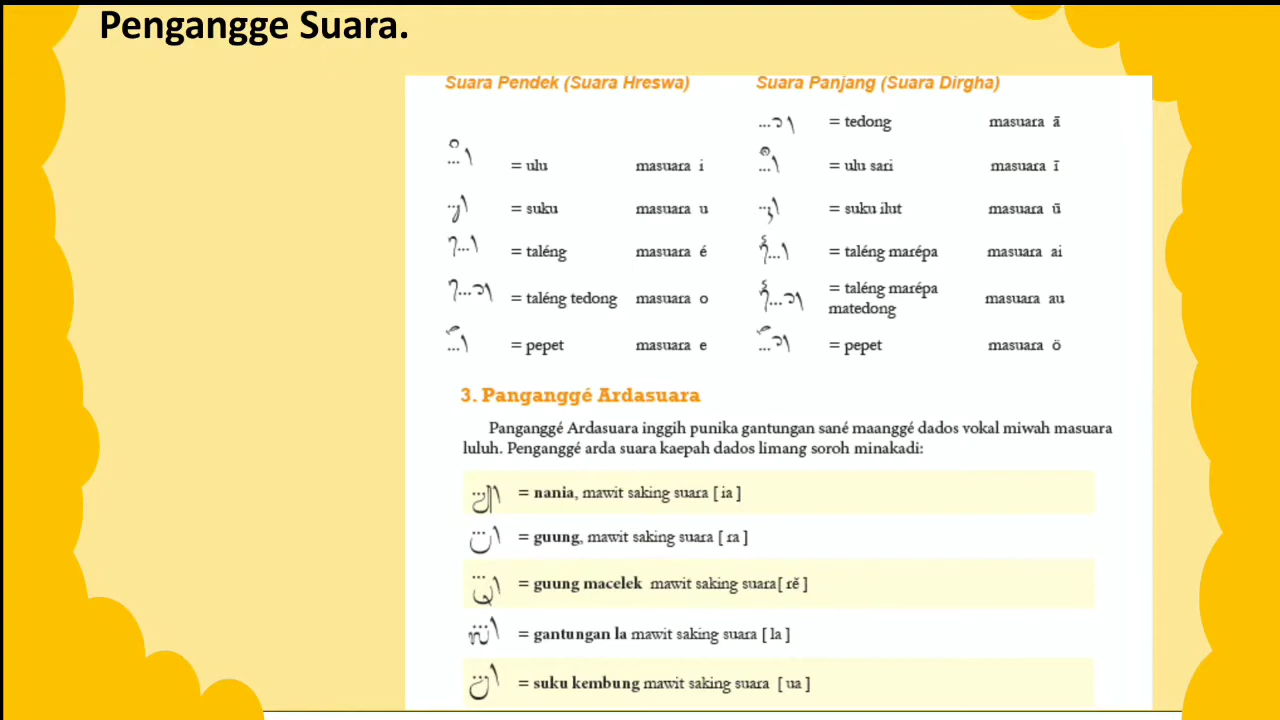 Pengangge Suara.
Suara Pendek (Suara Hreswa) Suara Panjang (Suara Dirgha)
= tedong masuara ā
= ulu masuara i = ulu sari masuara ī
= suku masuara u = suku ilut masuara ū
= taléng masuara é = taléng marépa masuara ai
= taléng tedong masuara o = taléng marépa matedong masuara au
= pepet masuara e = pepet masuara ö
3. Panganggé Ardasuara
Panganggé Ardasuara inggih punika gantungan sané maanggé dados vokal miwah masuara
luluh. Penganggé arda suara kaepah dados limang soroh minakadi:
= nania, mawit saking suara [ ia ]
= guung, mawit saking suara [ ra ]
= guung macelek mawit saking suara[ rě ]
= gantungan la mawit saking suara [ la ]
= suku kembung mawit saking suara [ ua ]